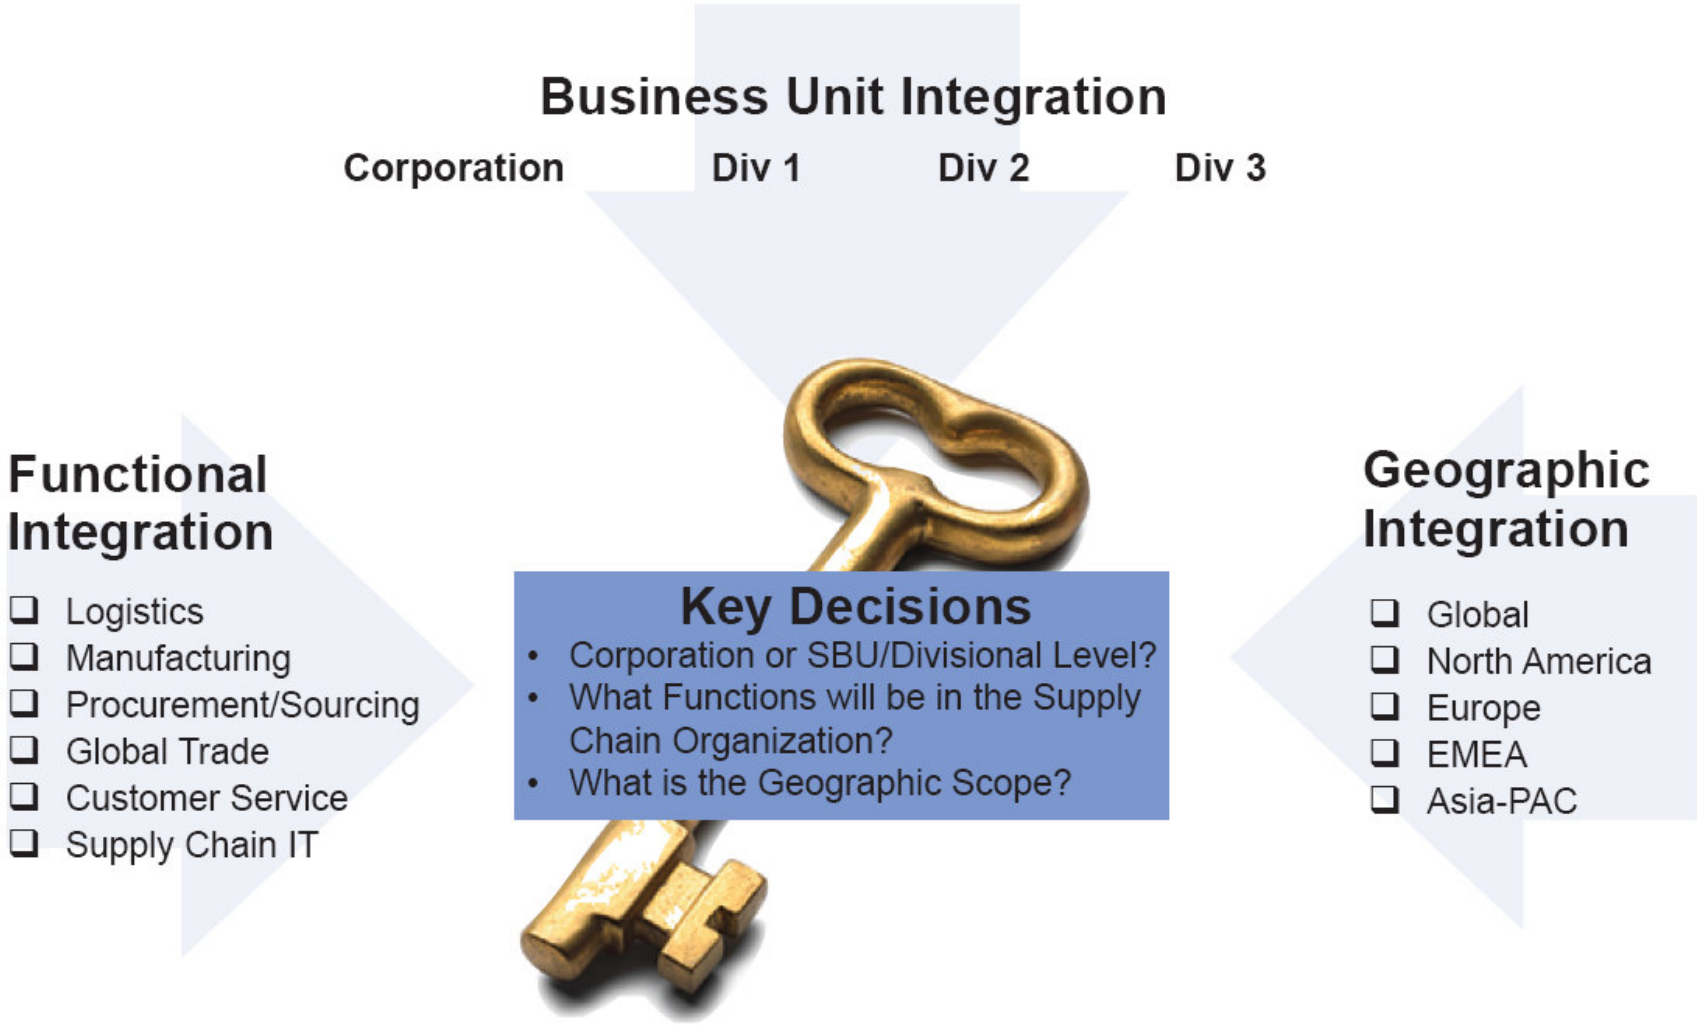 Business Unit Integration
Corporation Div 1 Div 2 Div 3
Functional
Integration
❑ Logistics
❑ Manufacturing
❑ Procurement/Sourcing
❑ Global Trade
❑ Customer Service
❑ Supply Chain IT
Key Decisions
• Corporation or SBU/Divisional Level?
• What Functions will be in the Supply
Chain Organization?
• What is the Geographic Scope?
Geographic
Integration
❑ Global
❑ North America
❑ Europe
❑ EMEA
❑ Asia-PAC